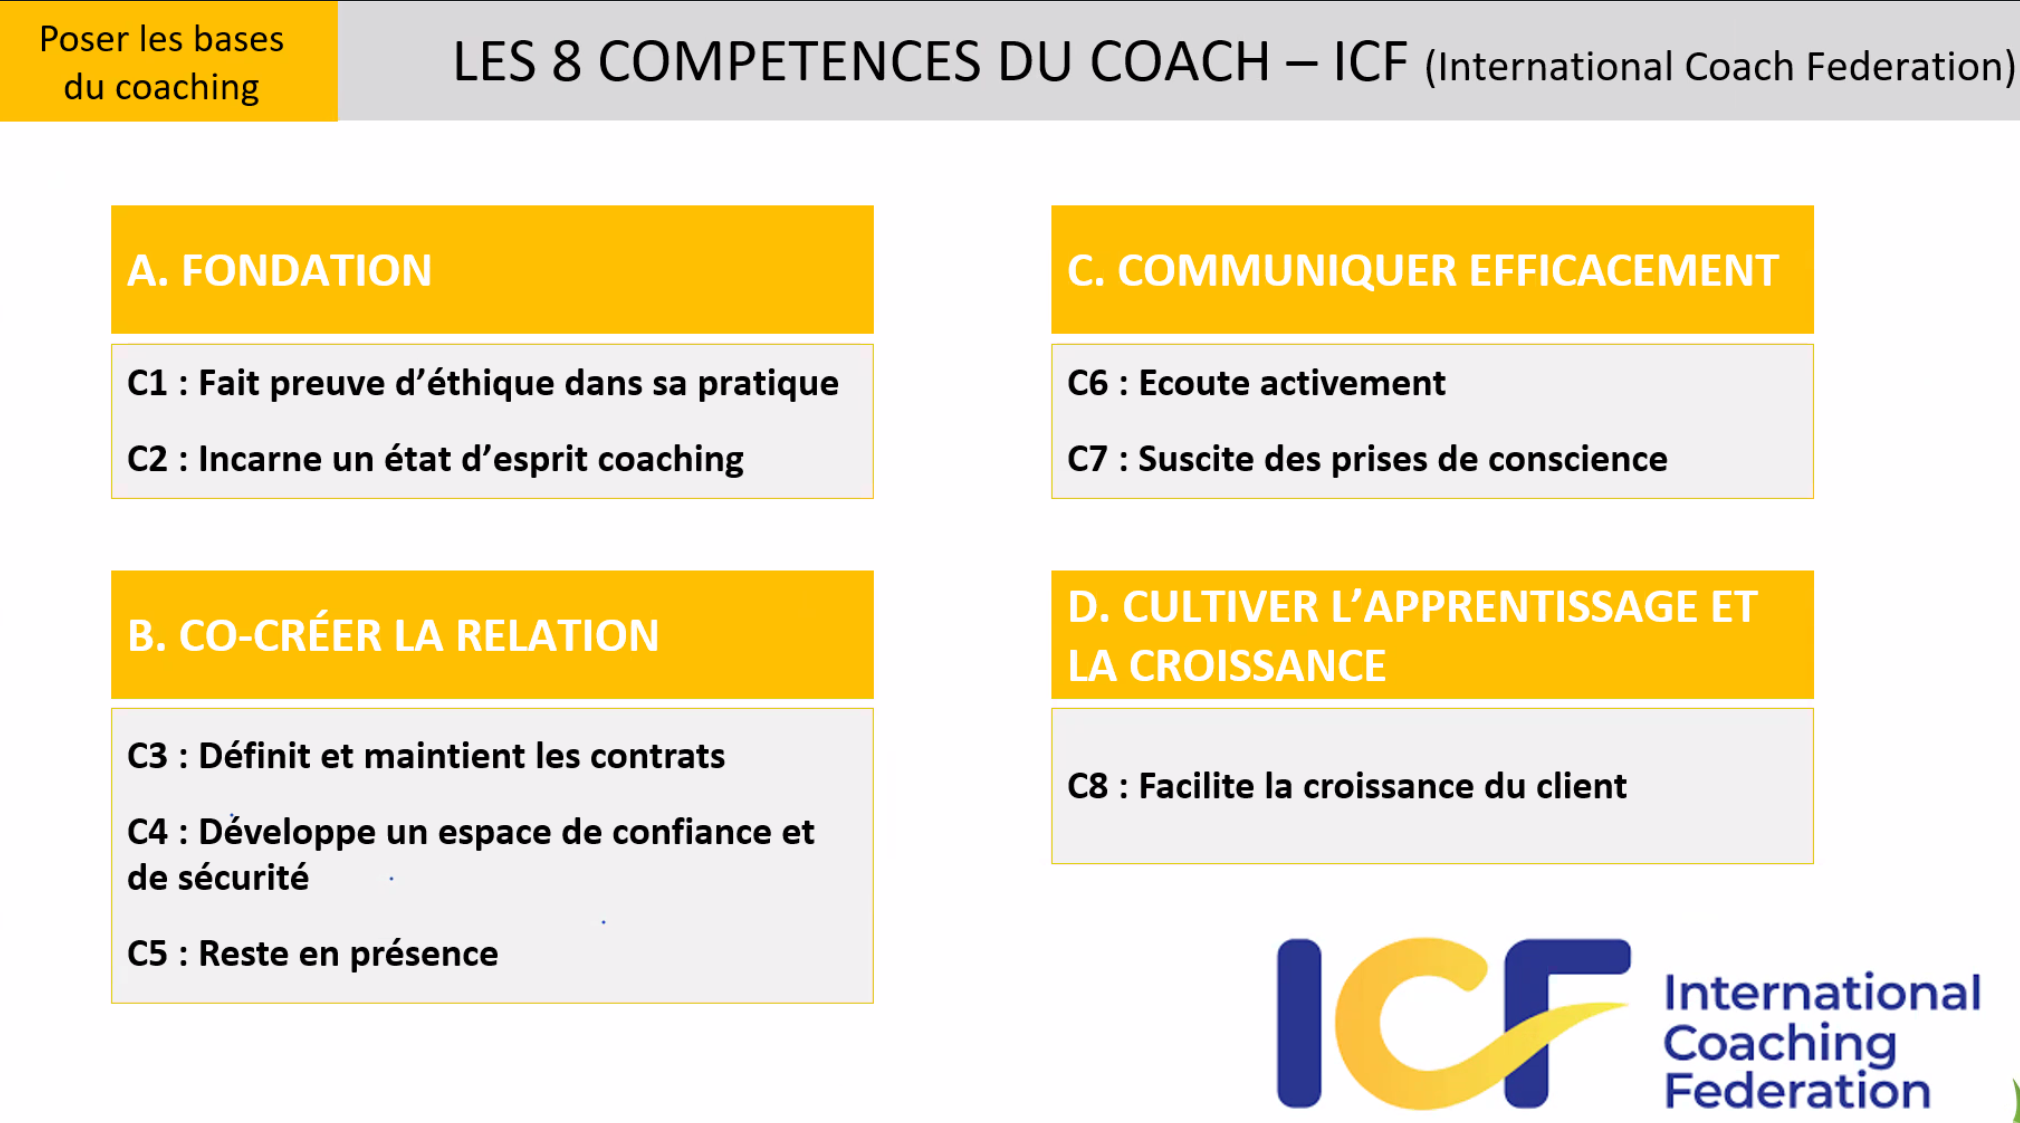 Poser les bases
du coaching
LES 8 COMPETENCES DU COACH – ICF (International Coach Federation)
A. FONDATION
C1 : Fait preuve d’éthique dans sa pratique
C2 : Incarne un état d’esprit coaching
B. CO-CRÉER LA RELATION
C3 : Définit et maintient les contrats
C4 : Développe un espace de confiance et
de sécurité
C5 : Reste en présence
C. COMMUNIQUER EFFICACEMENT
C6 : Ecoute activement
C7 : Suscite des prises de conscience
D. CULTIVER L’APPRENTISSAGE ET
LA CROISSANCE
C8 : Facilite la croissance du client
ICF
International
Coaching
Federation